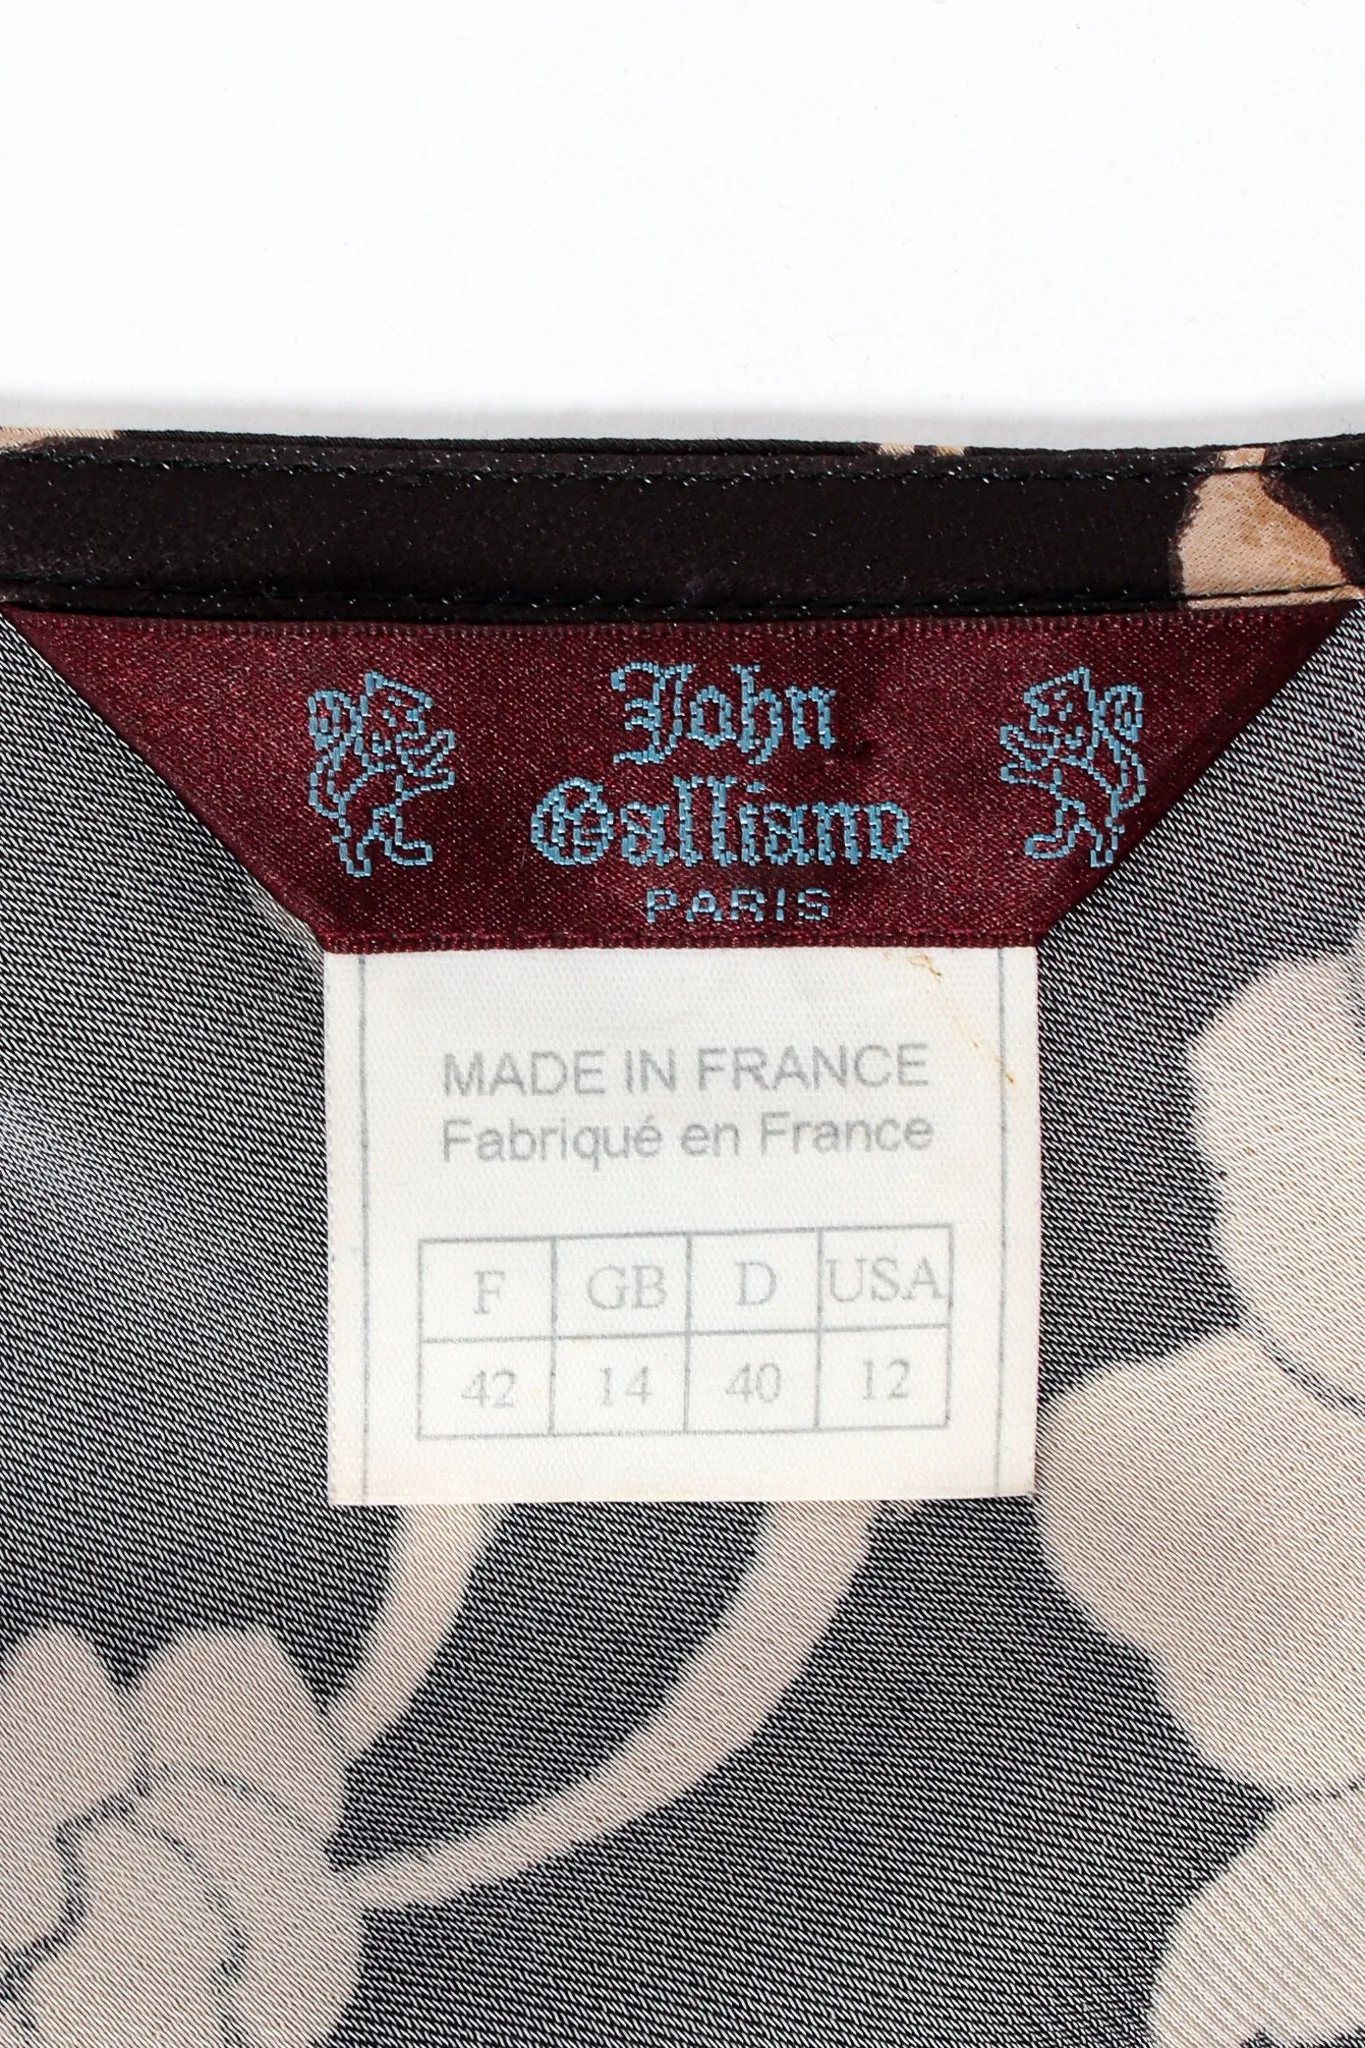 John
Galliano
PARIS
MADE IN FRANCE
Fabriqué en France
F GB D USA
42 14 40 12